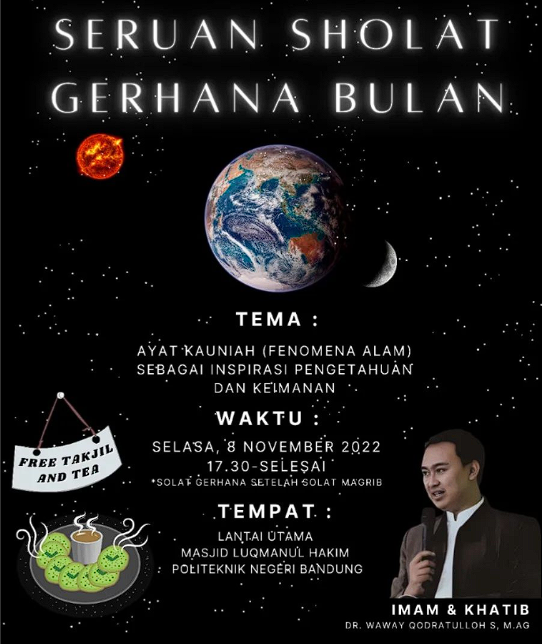 SERUAN SHOLAT
GERHANA BULAN
TEMA :
AYAT KAUNIAH (FENOMENA ALAM)
SEBAGAI INSPIRASI PENGETAHUAN
DAN KEIMANAN
WAKTU :
SELASA, 8 NOVEMBER 2022
17.30-SELESAI
*SOLAT GERHANA SETELAH SOLAT MAGRIB
FREE TAKJIL
AND TEA
TEMPAT :
LANTAI UTAMA
MASJID LUQMANUL HAKIM
POLITEKNIK NEGERI BANDUNG
IMAM & KHATIB
DR. WAWAY QODRATULLOH S, M.AG